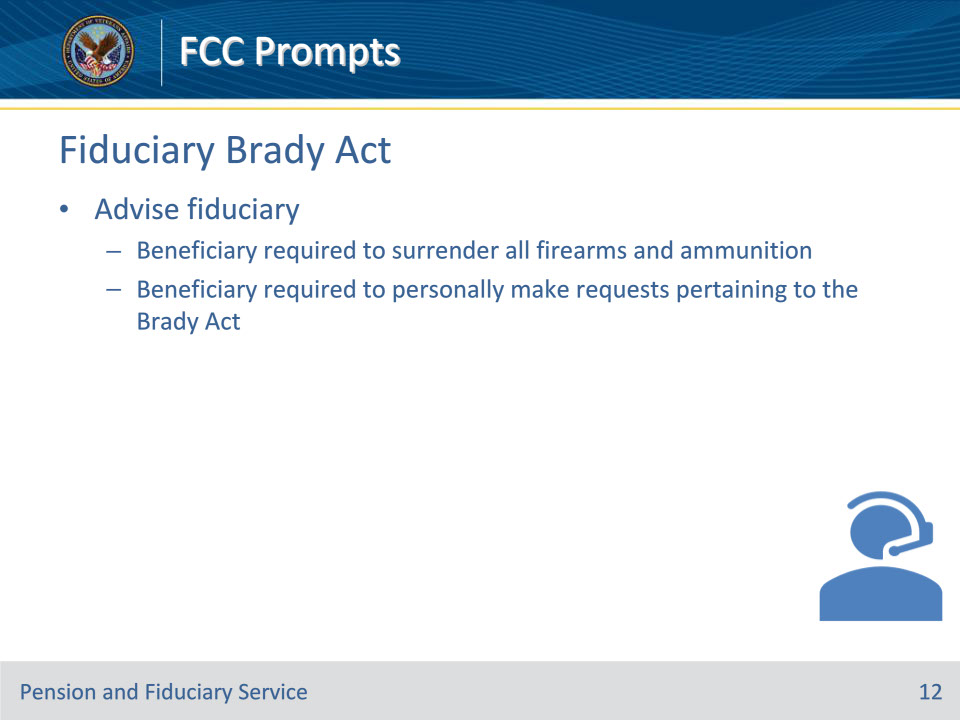 FCC Prompts
Fiduciary Brady Act
• Advise fiduciary
– Beneficiary required to surrender all firearms and ammunition
– Beneficiary required to personally make requests pertaining to the
Brady Act
Pension and Fiduciary Service
12